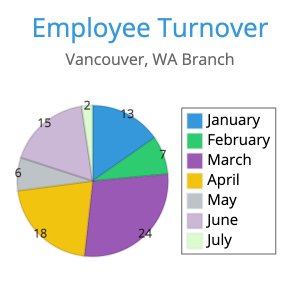 Employee Turnover
Vancouver, WA Branch
2
13
15
7
6
18
24
January
February
March
April
May
June
July